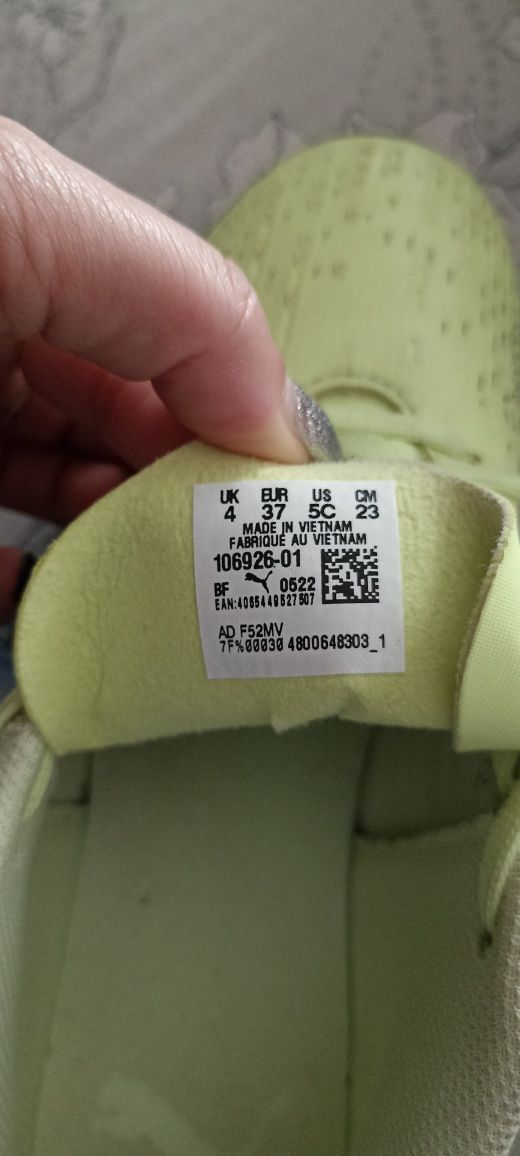 UK EUR US CM
4 37 5C 23
MADE IN VIETNAM
FABRIQUÉ AU VIETNAM
106926-01
BF 0522
EAN:4065449527507
AD F52MV
7F%00030 4800648303_1